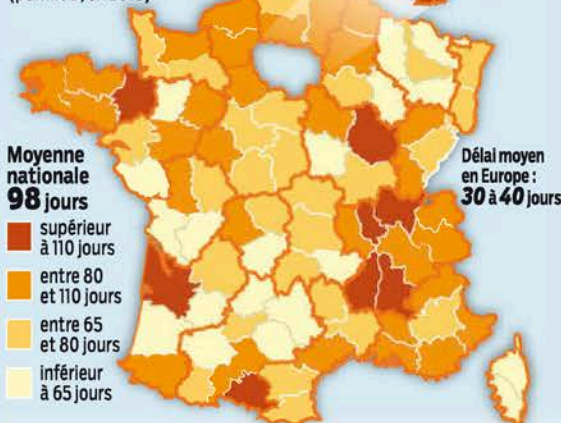 Moyenne
nationale
98 jours
supérieur
à 110 jours
entre 80
et 110 jours
entre 65
et 80 jours
inférieur
à 65 jours
Délai moyen
en Europe :
30 à 40 jours